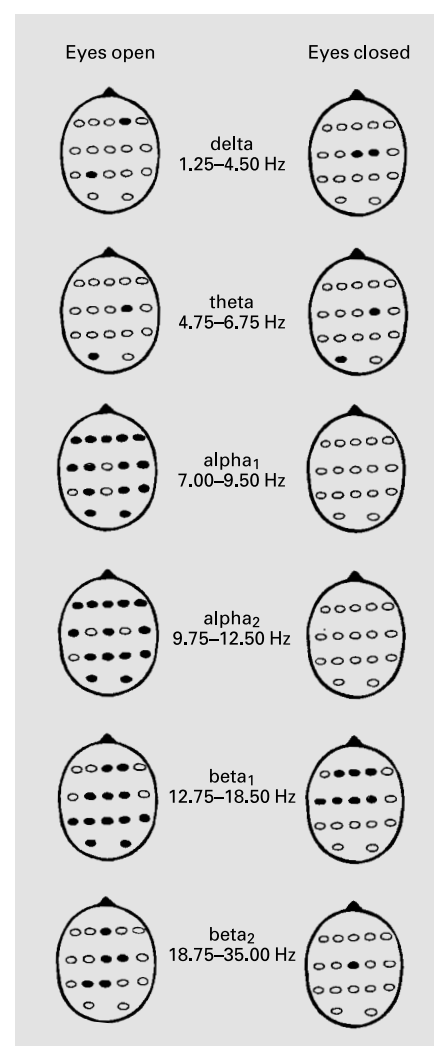 Eyes open Eyes closed
delta
1.25–4.50 Hz
theta
4.75–6.75 Hz
alpha1
7.00–9.50 Hz
alpha2
9.75–12.50 Hz
beta1
12.75–18.50 Hz
beta2
18.75–35.00 Hz